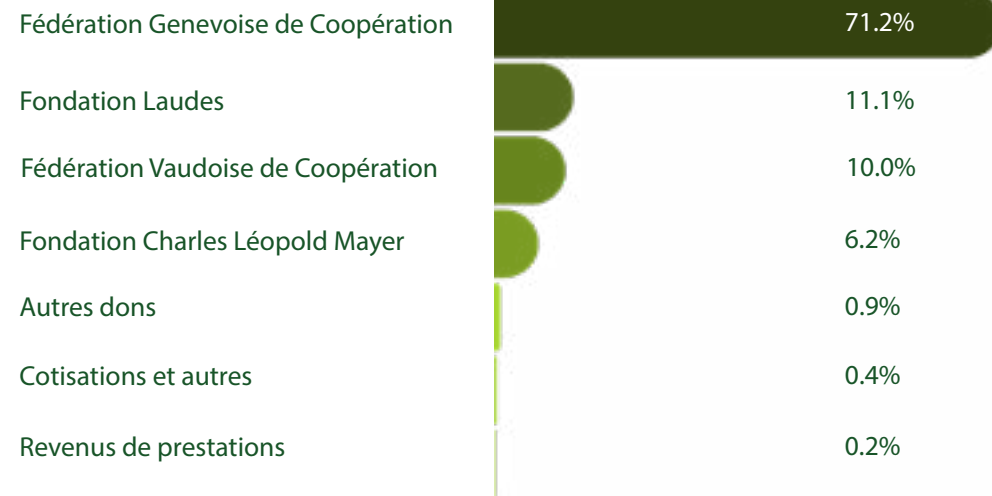 Fédération Genevoise de Coopération 71.2%
Fondation Laudes 11.1%
Fédération Vaudoise de Coopération 10.0%
Fondation Charles Léopold Mayer 6.2%
Autres dons 0.9%
Cotisations et autres 0.4%
Revenus de prestations 0.2%